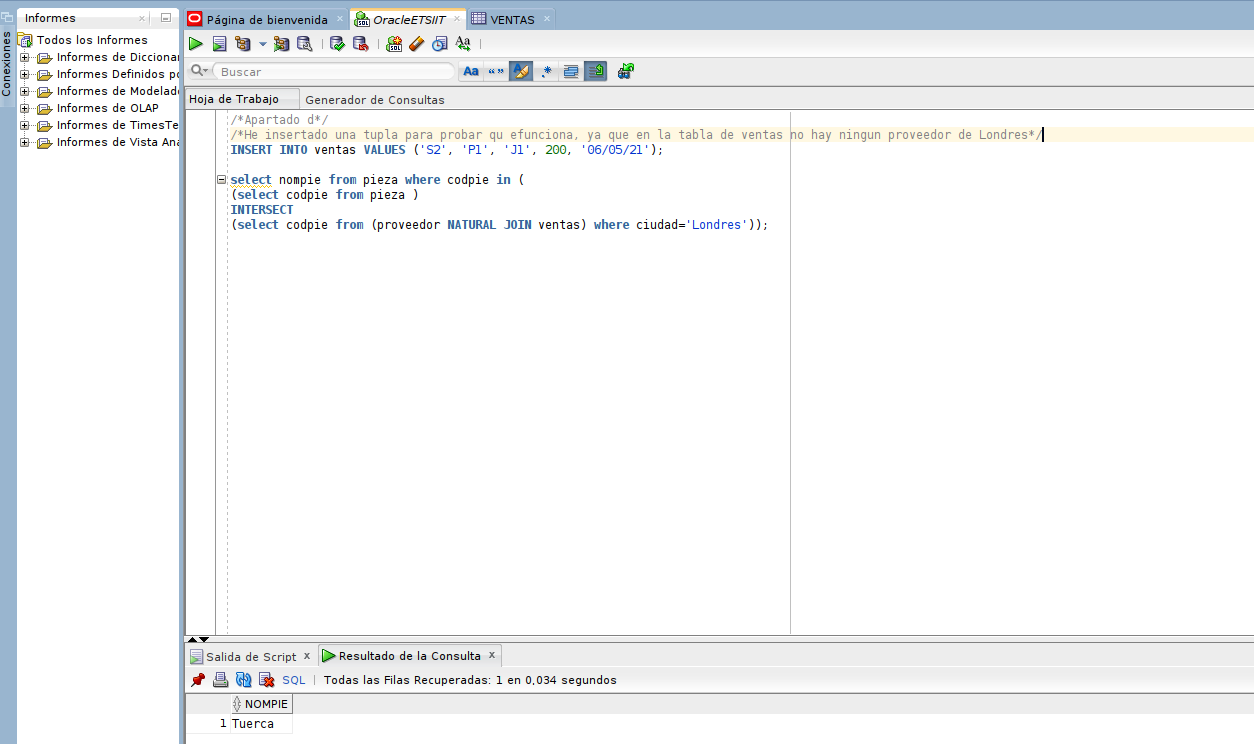 Informes
Conexiones
Todos los Informes
Informes de Dicciona
Informes Definidos po
Informes de Modelad
Informes de OLAP
Informes de TimesTe
Informes de Vista Ana
Página de bienvenida
OracleETSIIT
VENTAS
Buscar
Aa
“ ”
.*
Hoja de Trabajo
Generador de Consultas
/*Apartado d*/
/*He insertado una tupla para probar qu efunciona, ya que en la tabla de ventas no hay ningun proveedor de Londres*/
INSERT INTO ventas VALUES ('S2', 'P1', 'J1', 200, '06/05/21');
select nompie from pieza where codpie in (
(select codpie from pieza )
INTERSECT
(select codpie from (proveedor NATURAL JOIN ventas) where ciudad='Londres'));
Salida de Script x
Resultado de la Consulta x
SQL | Todas las Filas Recuperadas: 1 en 0,034 segundos
NOMPIE
1 Tuerca